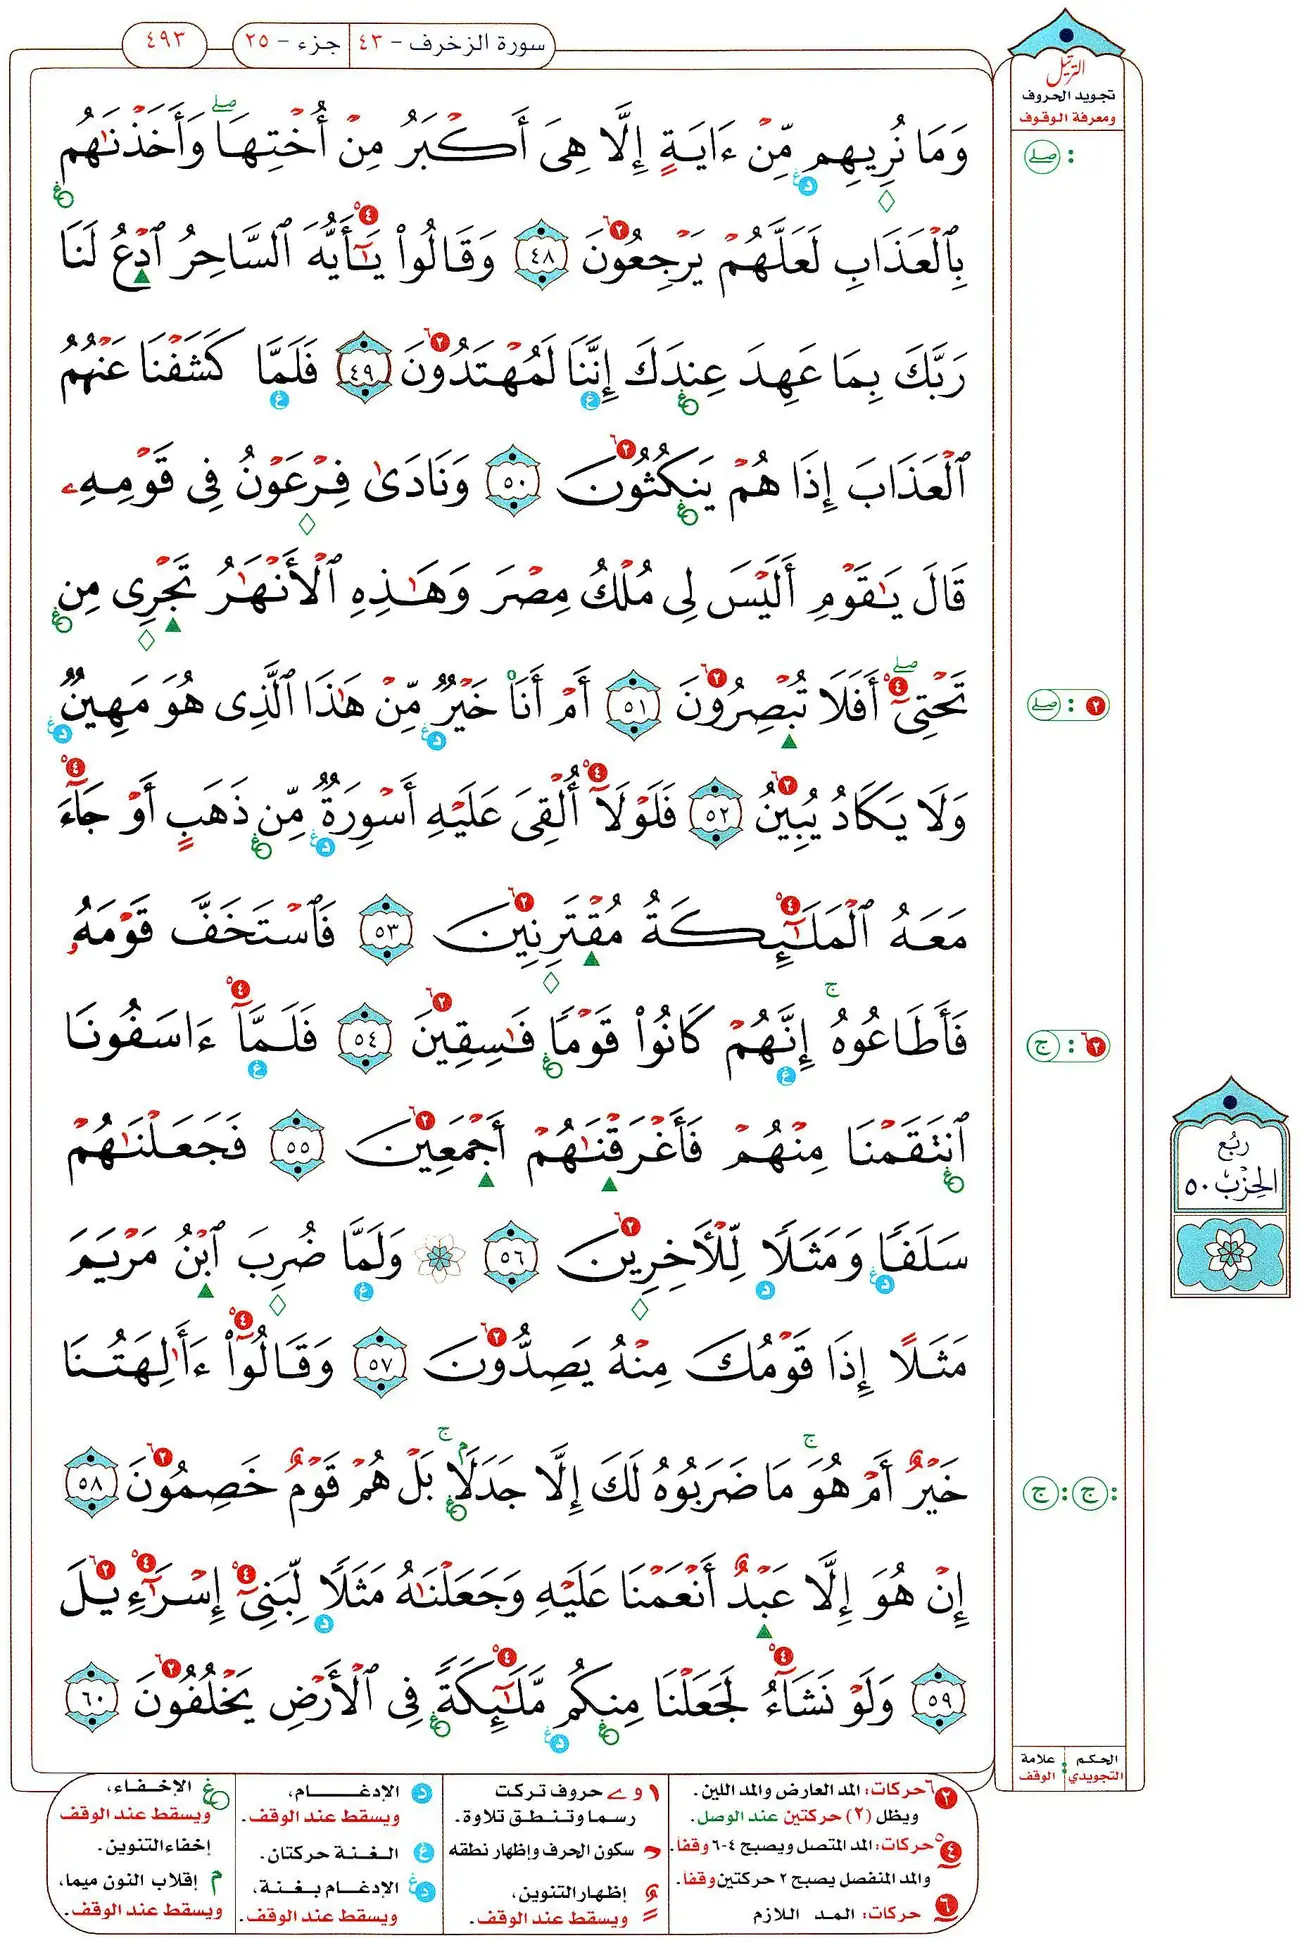 سورة الزخرف - ٤٣ جزء - ٢٥ ٤٩٣
الترتيل
تجويد الحروف
ومعرفة الوقوف
وَمَا نُرِيهِم مِّنْ ءَايَةٍ إِلَّا هِىَ أَكْبَرُ مِنْ أُخْتِهَا ۖ وَأَخَذْنَٰهُم
: صلے
بِٱلْعَذَابِ لَعَلَّهُمْ يَرْجِعُونَ ٤٨ وَقَالُوا۟ يَٰٓأَيُّهَ ٱلسَّاحِرُ ٱدْعُ لَنَا
رَبَّكَ بِمَا عَهِدَ عِندَكَ إِنَّنَا لَمُهْتَدُونَ ٤٩ فَلَمَّا كَشَفْنَا عَنْهُمُ
ٱلْعَذَابَ إِذَا هُمْ يَنكُثُونَ ٥٠ وَنَادَىٰ فِرْعَوْنُ فِى قَوْمِهِۦ
قَالَ يَٰقَوْمِ أَلَيْسَ لِى مُلْكُ مِصْرَ وَهَٰذِهِ ٱلْأَنْهَٰرُ تَجْرِى مِن
تَحْتِىٓ ۖ أَفَلَا تُبْصِرُونَ ٥١ أَمْ أَنَا۠ خَيْرٌ مِّنْ هَٰذَا ٱلَّذِى هُوَ مَهِينٌ
٢ : صلے
وَلَا يَكَادُ يُبِينُ ٥٢ فَلَوْلَآ أُلْقِىَ عَلَيْهِ أَسْوِرَةٌ مِّن ذَهَبٍ أَوْ جَآءَ
مَعَهُ ٱلْمَلَٰٓئِكَةُ مُقْتَرِنِينَ ٥٣ فَٱسْتَخَفَّ قَوْمَهُۥ
فَأَطَاعُوهُ ۚ إِنَّهُمْ كَانُوا۟ قَوْمًا فَٰسِقِينَ ٥٤ فَلَمَّآ ءَاسَفُونَا
٢٦ : ج
ٱنتَقَمْنَا مِنْهُمْ فَأَغْرَقْنَٰهُمْ أَجْمَعِينَ ٥٥ فَجَعَلْنَٰهُمْ
ربع
الحزب ٥٠
سَلَفًا وَمَثَلًا لِّلْأَخِرِينَ ٥٦ وَلَمَّا ضُرِبَ ٱبْنُ مَرْيَمَ
مَثَلًا إِذَا قَوْمُكَ مِنْهُ يَصِدُّونَ ٥٧ وَقَالُوٓا۟ ءَأَٰلِهَتُنَا
خَيْرٌ أَمْ هُوَ ۚ مَا ضَرَبُوهُ لَكَ إِلَّا جَدَلًۢا ۚ بَلْ هُمْ قَوْمٌ خَصِمُونَ ٥٨
: ج : ج
إِنْ هُوَ إِلَّا عَبْدٌ أَنْعَمْنَا عَلَيْهِ وَجَعَلْنَٰهُ مَثَلًا لِّبَنِىٓ إِسْرَٰٓءِيلَ
٥٩ وَلَوْ نَشَآءُ لَجَعَلْنَا مِنكُم مَّلَٰٓئِكَةً فِى ٱلْأَرْضِ يَخْلُفُونَ ٦٠
الحكم التجويدي : علامة الوقف
٢٦ حركات: المد العارض والمد اللين.
ويظل (٢) حركتين عند الوصل.
٤٥ حركات: المد المتصل ويصبح ٤-٦ وقفاً.
والمد المنفصل يصبح ٢ حركتين وقفاً.
٦ حركات: المد اللازم
ا و ے حروف تركت
رسما وتنطق تلاوة.
سكون الحرف وإظهار نطقه
إظهار التنوين،
ويسقط عند الوقف.
د الإدغام،
ويسقط عند الوقف.
غ الغنة حركتان.
د غ الإدغام بغنة،
ويسقط عند الوقف.
غ الإخفاء،
ويسقط عند الوقف
إخفاء التنوين.
م إقلاب النون ميما،
ويسقط عند الوقف.